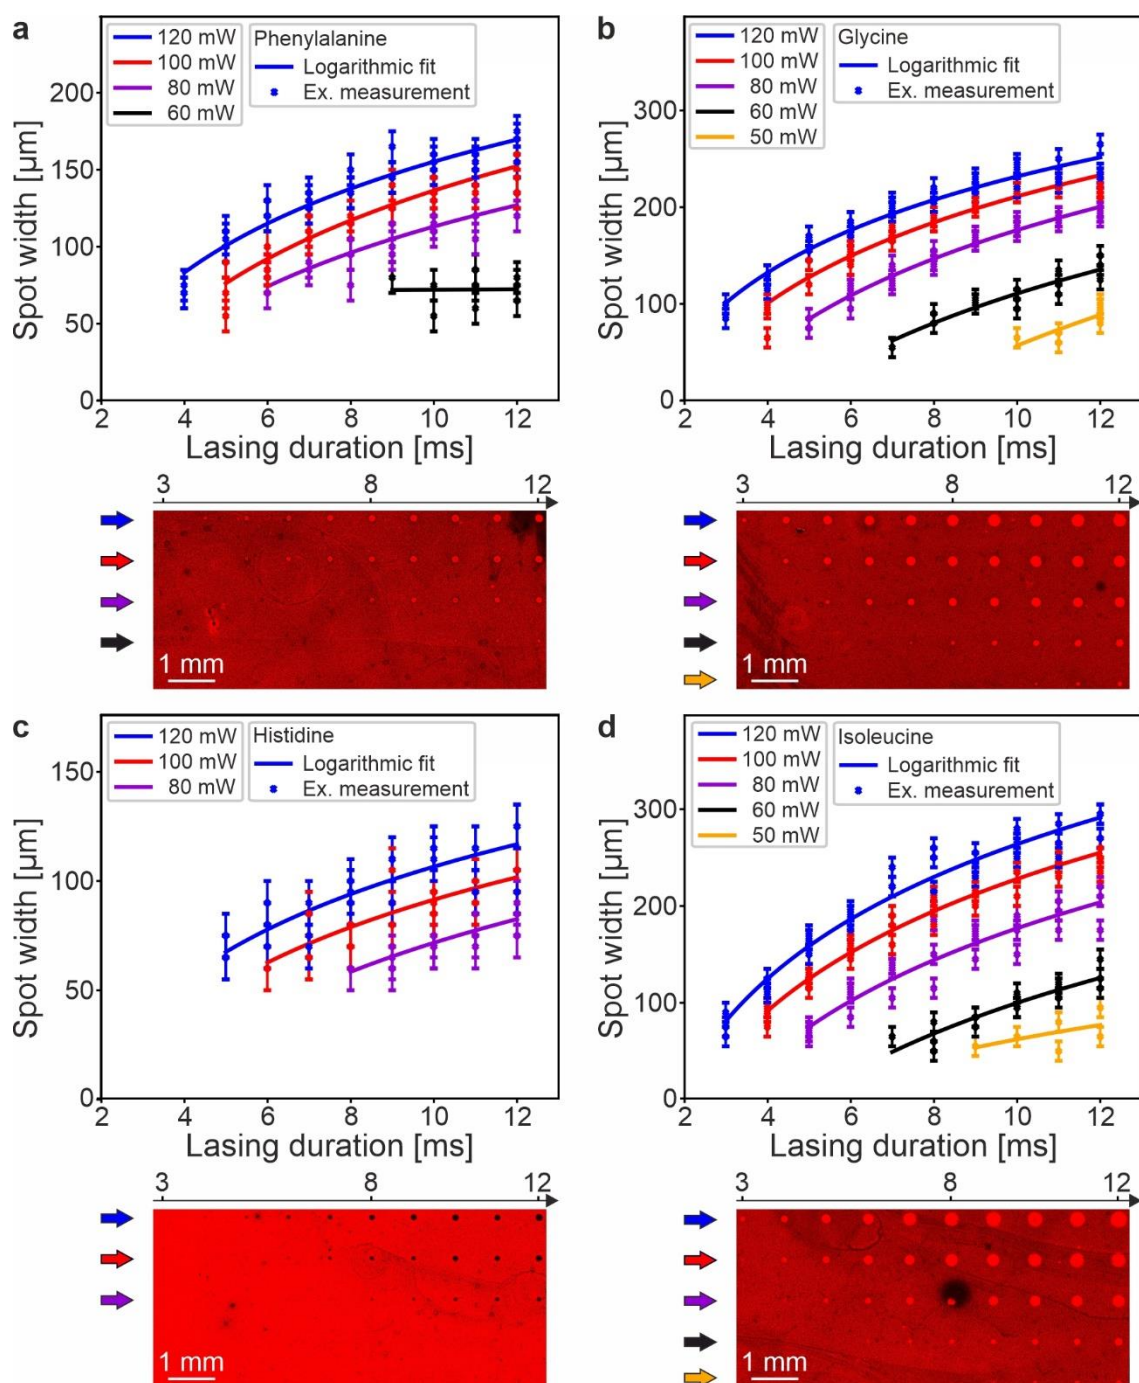 a
120 mW
100 mW
80 mW
60 mW
Phenylalanine
Logarithmic fit
Ex. measurement
Spot width [µm]
200
150
100
50
0
2 4 6 8 10 12
Lasing duration [ms]
3 8 12
1 mm
b
120 mW
100 mW
80 mW
60 mW
50 mW
Glycine
Logarithmic fit
Ex. measurement
Spot width [µm]
300
200
100
0
2 4 6 8 10 12
Lasing duration [ms]
3 8 12
1 mm
c
120 mW
100 mW
80 mW
Histidine
Logarithmic fit
Ex. measurement
Spot width [µm]
150
100
50
0
2 4 6 8 10 12
Lasing duration [ms]
3 8 12
1 mm
d
120 mW
100 mW
80 mW
60 mW
50 mW
Isoleucine
Logarithmic fit
Ex. measurement
Spot width [µm]
300
200
100
0
2 4 6 8 10 12
Lasing duration [ms]
3 8 12
1 mm